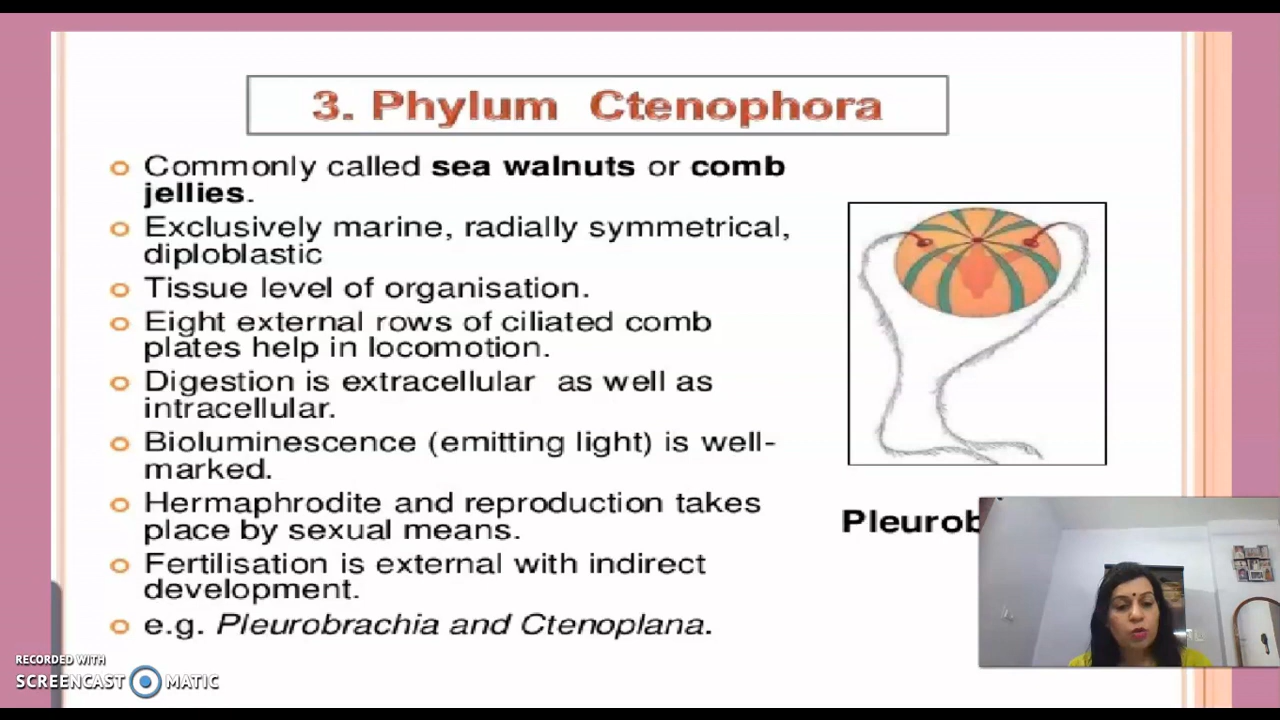 3. Phylum Ctenophora
Commonly called sea walnuts or comb
jellies.
Exclusively marine, radially symmetrical,
diploblastic
Tissue level of organisation.
Eight external rows of ciliated comb
plates help in locomotion.
Digestion is extracellular as well as
intracellular.
Bioluminescence (emitting light) is well-
marked.
Hermaphrodite and reproduction takes
place by sexual means.
Fertilisation is external with indirect
development.
e.g. Pleurobrachia and Ctenoplana.
Pleurob
RECORDED WITH
SCREENCAST MATIC